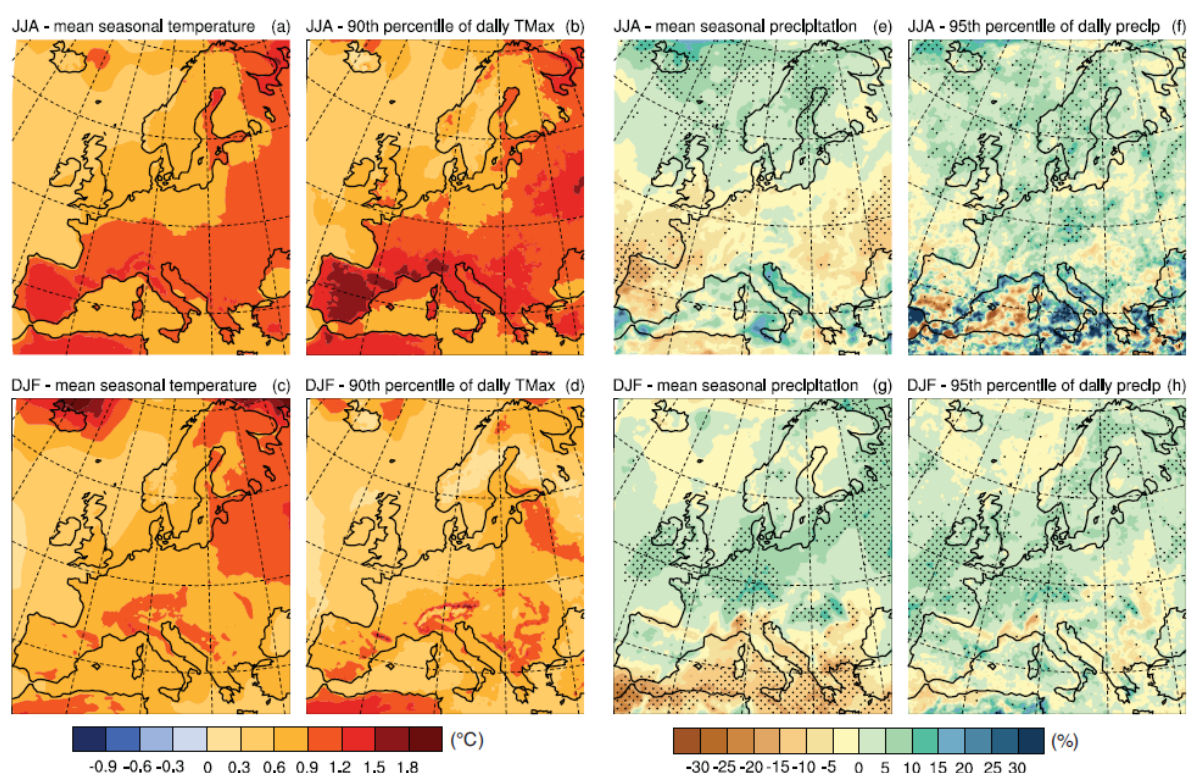 JJA - mean seasonal temperature (a)
JJA - 90th percentile of daily TMax (b)
JJA - mean seasonal precipitation (e)
JJA - 95th percentile of daily precip (f)
DJF - mean seasonal temperature (c)
DJF - 90th percentile of daily TMax (d)
DJF - mean seasonal precipitation (g)
DJF - 95th percentile of daily precip (h)
(°C)
-0.9 -0.6 -0.3 0 0.3 0.6 0.9 1.2 1.5 1.8
(%)
-30 -25 -20 -15 -10 -5 0 5 10 15 20 25 30